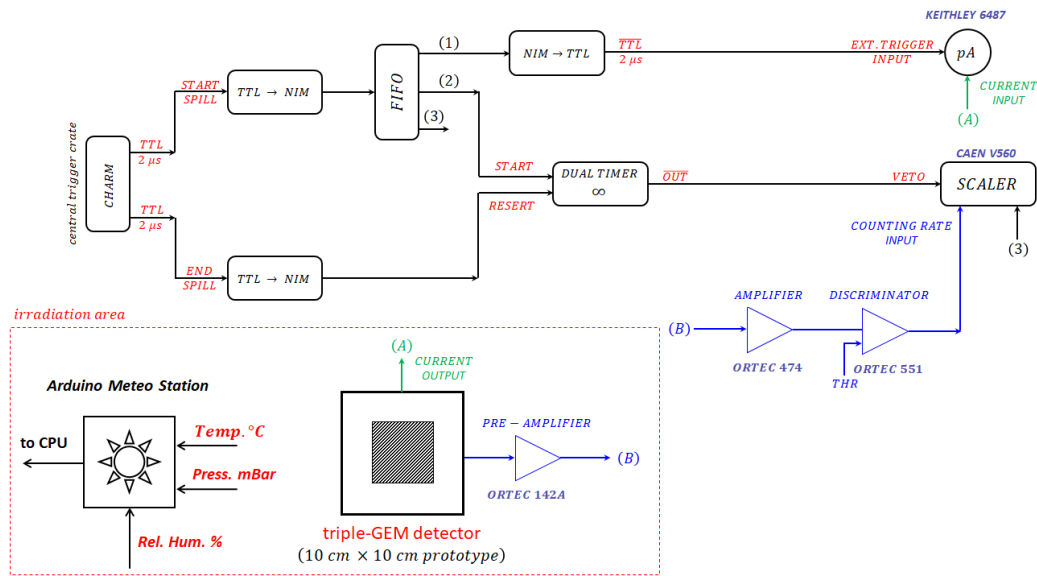 KEITHLEY 6487
(1)
NIM → TTL
TTL
2 μs
EXT.TRIGGER
INPUT
pA
START
SPILL
TTL → NIM
FIFO
(2)
(3)
CURRENT
INPUT
(A)
central trigger crate
CHARM
TTL
2 μs
START
DUAL TIMER
∞
OUT
VETO
CAEN V560
SCALER
TTL
2 μs
RESERT
COUNTING RATE
INPUT
(3)
END
SPILL
TTL → NIM
AMPLIFIER
DISCRIMINATOR
(B)
ORTEC 474
THR
ORTEC 551
irradiation area
(A)
CURRENT
OUTPUT
Arduino Meteo Station
to CPU
Temp.°C
Press. mBar
Rel. Hum. %
PRE − AMPLIFIER
(B)
ORTEC 142A
triple-GEM detector
(10 cm × 10 cm prototype)